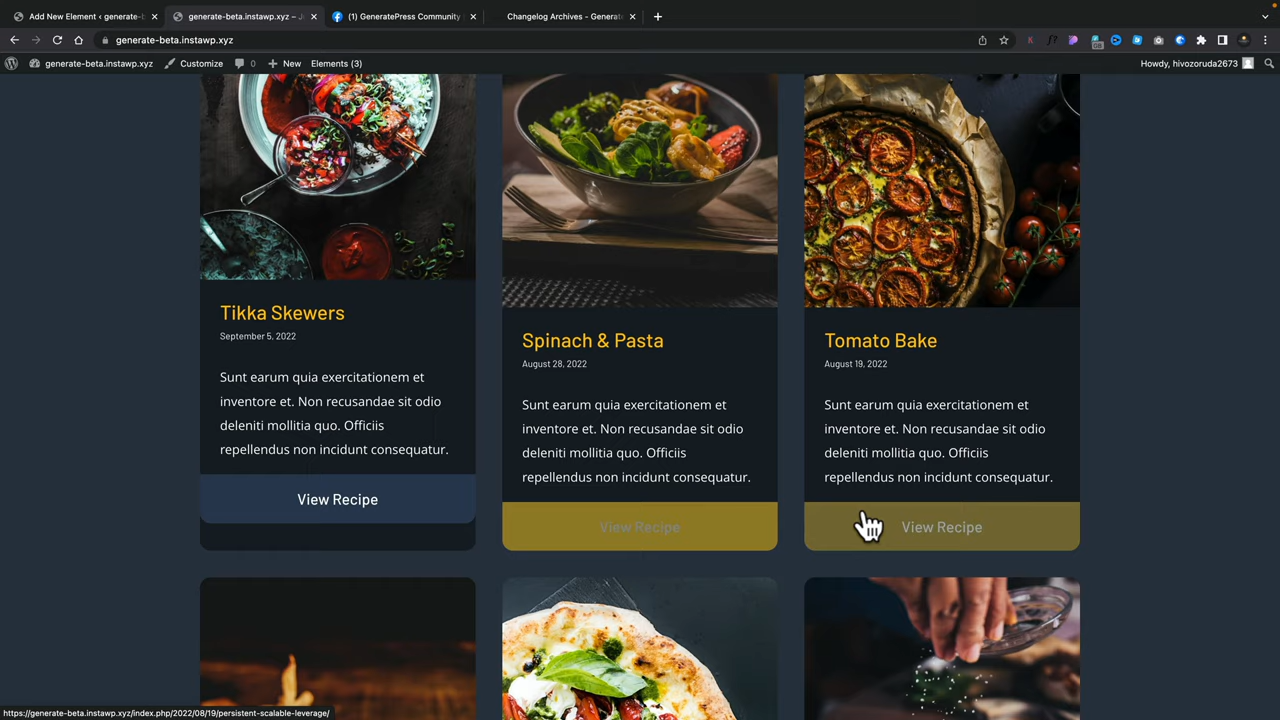 Add New Element ‹ generate-b
generate-beta.instawp.xyz – J
(1) GeneratePress Community
Changelog Archives - Generate
generate-beta.instawp.xyz
generate-beta.instawp.xyz
Customize
0
New
Elements (3)
Howdy, hivozoruda2673
Tikka Skewers
September 5, 2022
Sunt earum quia exercitationem et
inventore et. Non recusandae sit odio
deleniti mollitia quo. Officiis
repellendus non incidunt consequatur.
View Recipe
Spinach & Pasta
August 28, 2022
Sunt earum quia exercitationem et
inventore et. Non recusandae sit odio
deleniti mollitia quo. Officiis
repellendus non incidunt consequatur.
View Recipe
Tomato Bake
August 19, 2022
Sunt earum quia exercitationem et
inventore et. Non recusandae sit odio
deleniti mollitia quo. Officiis
repellendus non incidunt consequatur.
View Recipe
https://generate-beta.instawp.xyz/index.php/2022/08/19/persistent-scalable-leverage/